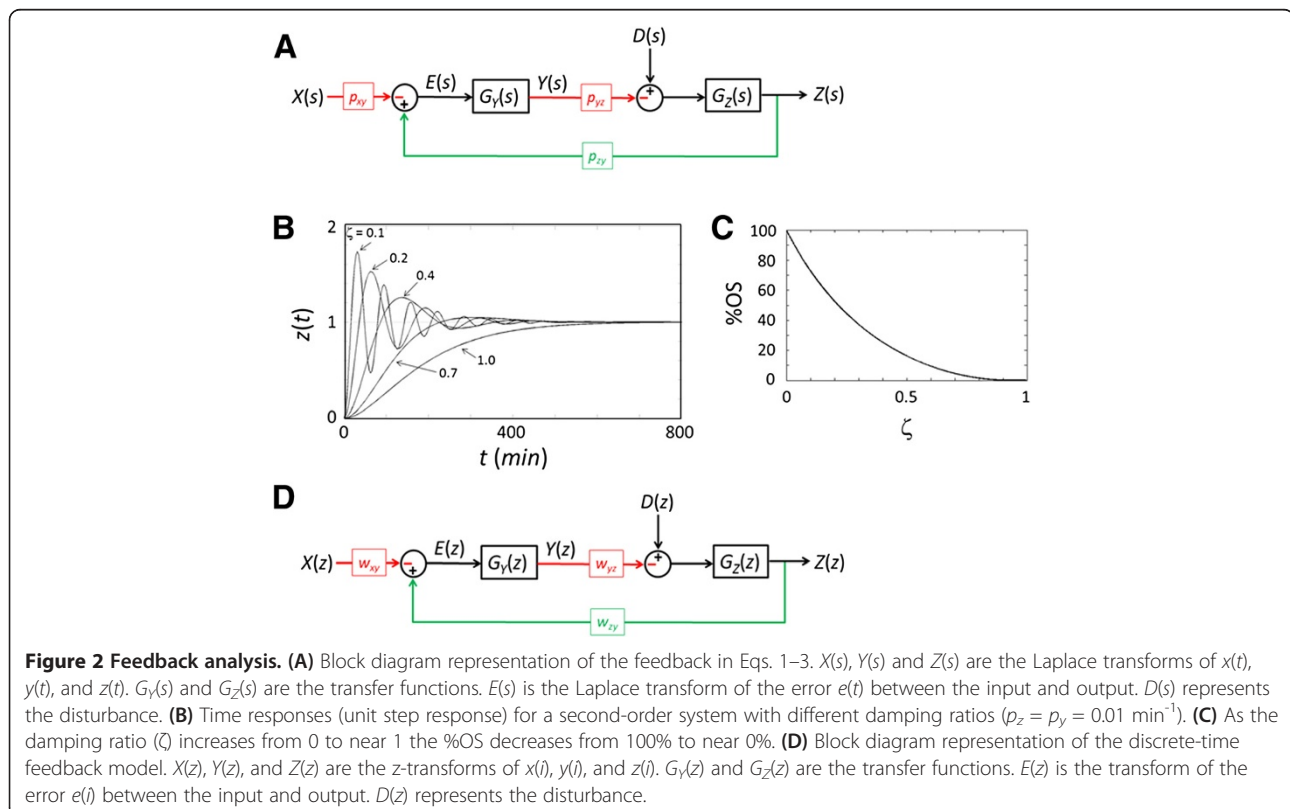 A
D(s)
X(s)
p_xy
−
+
E(s)
G_Y(s)
Y(s)
p_yz
−
+
G_Z(s)
Z(s)
p_zy
B
2
1
0
z(t)
ζ = 0.1
0.2
0.4
0.7
1.0
0
400
800
t (min)
C
100
80
60
40
20
0
%OS
0
0.5
1
ζ
D
D(z)
X(z)
w_xy
−
+
E(z)
G_Y(z)
Y(z)
w_yz
−
+
G_Z(z)
Z(z)
w_zy
Figure 2 Feedback analysis. (A) Block diagram representation of the feedback in Eqs. 1–3. X(s), Y(s) and Z(s) are the Laplace transforms of x(t),
y(t), and z(t). G_Y(s) and G_Z(s) are the transfer functions. E(s) is the Laplace transform of the error e(t) between the input and output. D(s) represents
the disturbance. (B) Time responses (unit step response) for a second-order system with different damping ratios (p_z = p_y = 0.01 min⁻¹). (C) As the
damping ratio (ζ) increases from 0 to near 1 the %OS decreases from 100% to near 0%. (D) Block diagram representation of the discrete-time
feedback model. X(z), Y(z), and Z(z) are the z-transforms of x(i), y(i), and z(i). G_Y(z) and G_Z(z) are the transfer functions. E(z) is the transform of the
error e(i) between the input and output. D(z) represents the disturbance.